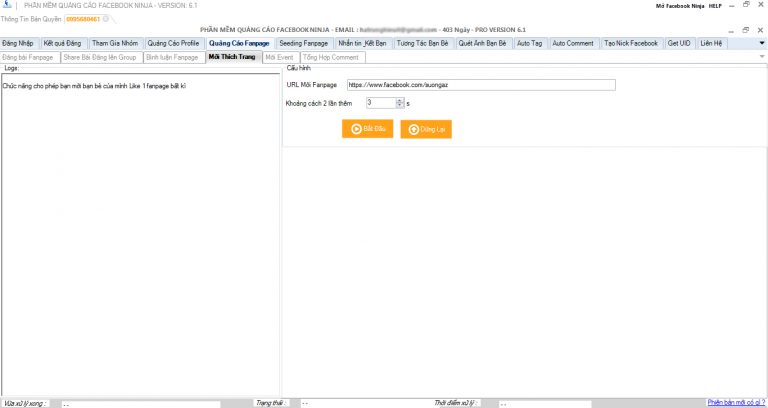 PHẦN MỀM QUẢNG CÁO FACEBOOK NINJA - VERSION: 6.1
Mở Facebook Ninja HELP
Thông Tin Bản Quyền: 0985680461
PHẦN MỀM QUẢNG CÁO FACEBOOK NINJA - EMAIL : - 403 Ngày - PRO VERSION 6.1
Đăng Nhập Kết quả Đăng Tham Gia Nhóm Quảng Cáo Profile Quảng Cáo Fanpage Seeding Fanpage Nhắn tin _Kết Bạn Tương Tác Bạn Bè Quét Ảnh Bạn Bè Auto Tag Auto Comment Tạo Nick Facebook Get UID Liên Hệ
Đăng bài Fanpage Share Bài Đăng lên Group Bình luận Fanpage Mời Thích Trang Mời Event Tổng Hợp Comment
Logs:
Chức năng cho phép bạn mời bạn bè của mình Like 1 fanpage bất kì
Cấu hình
URL Mời Fanpage https://www.facebook.com/auongaz
Khoảng cách 2 lần thêm 3 s
Bắt Đầu Dừng Lại
Vừa xử lý xong : - - Trạng thái : - - Thời điểm xử lý : - - Phiên bản mới có gì ?